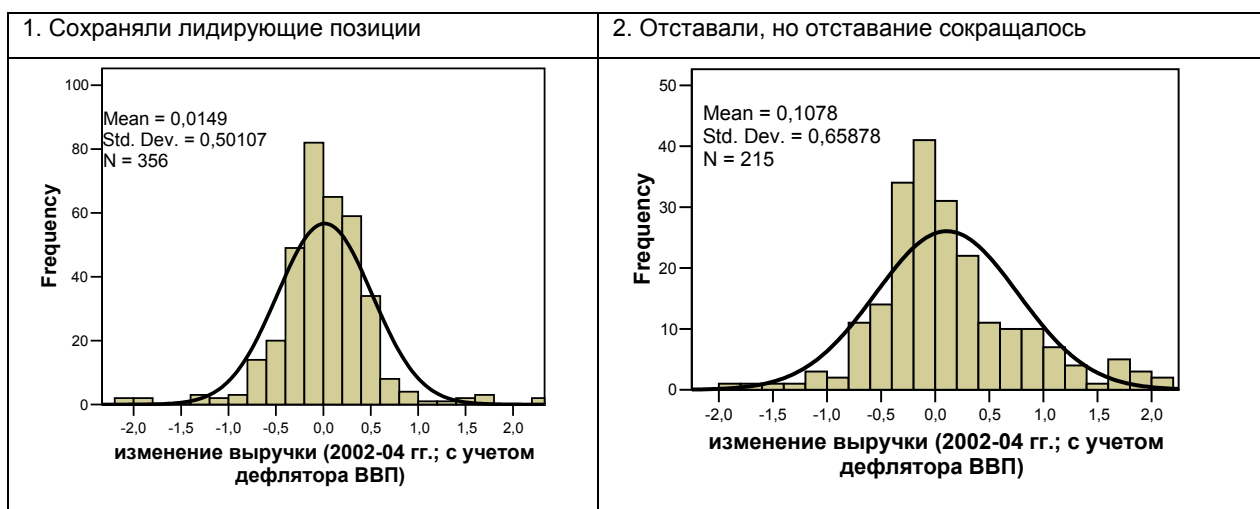 1. Сохраняли лидирующие позиции
2. Отставали, но отставание сокращалось
Mean = 0,0149
Std. Dev. = 0,50107
N = 356
Frequency
100
80
60
40
20
0
-2,0 -1,5 -1,0 -0,5 0,0 0,5 1,0 1,5 2,0
изменение выручки (2002-04 гг.; с учетом
дефлятора ВВП)
Mean = 0,1078
Std. Dev. = 0,65878
N = 215
Frequency
50
40
30
20
10
0
-2,0 -1,5 -1,0 -0,5 0,0 0,5 1,0 1,5 2,0
изменение выручки (2002-04 гг.; с учетом
дефлятора ВВП)